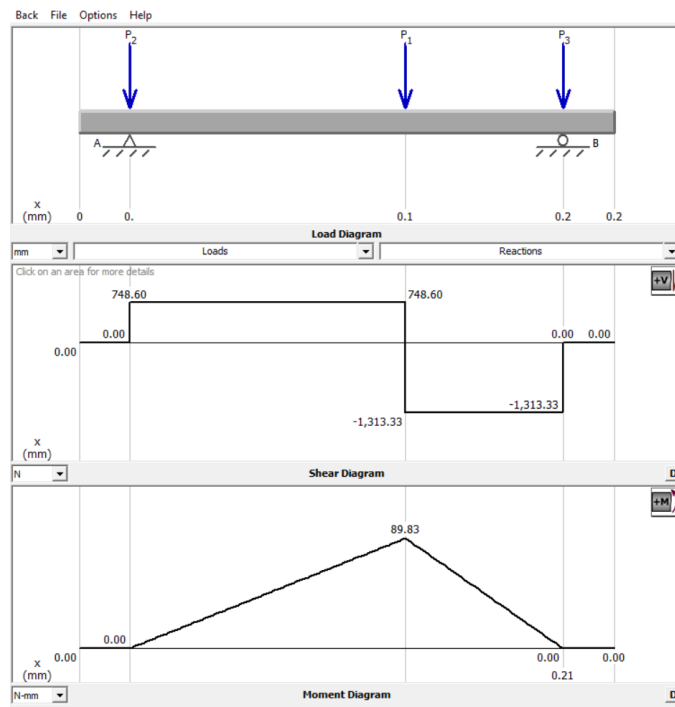 Back File Options Help
P2 P1 P3
A B
x
(mm) 0 0. 0.1 0.2 0.2
Load Diagram
mm Loads Reactions
Click on an area for more details
+V
748.60 748.60
0.00 0.00 0.00
0.00
-1,313.33
-1,313.33
x
(mm)
N Shear Diagram D
+M
89.83
0.00
0.00 0.00 0.00
x
(mm) 0.21
N-mm Moment Diagram D